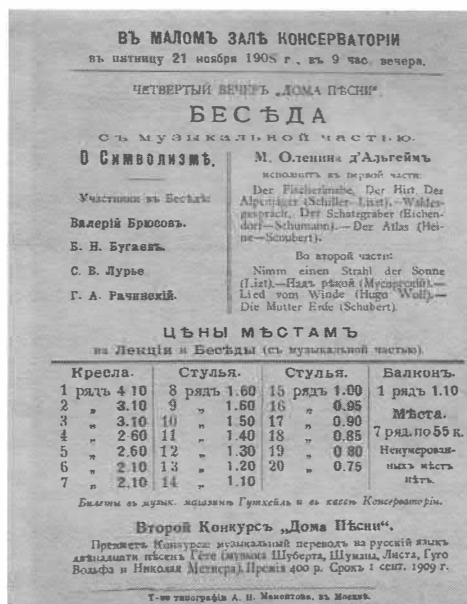 ВЪ МАЛОМЪ ЗАЛѢ КОНСЕРВАТОРІИ
въ пятницу 21 ноября 1908 г., въ 9 час. вечера.
ЧЕТВЕРТЫЙ ВЕЧЕРЪ „ДОМА ПѢСНИ“.
БЕСѢДА
СЪ МУЗЫКАЛЬНОЙ ЧАСТЬЮ.
О Символизмѣ.
Участники въ Бесѣдѣ:
Валерій Брюсовъ.
Б. Н. Бугаевъ.
С. В. Лурье.
Г. А. Рачинскій.
М. Оленина д'Альгеймъ
исполнитъ въ первой части:
Der Fischerknabe, Der Hirt, Der
Alpenjäger (Schiller—Liszt).—Waldes-
gespräch, Der Schatzgräber (Eichen-
dorf—Schumann).—Der Atlas (Hei-
ne—Schubert).
Во второй части:
Nimm einen Strahl der Sonne
(Liszt).—Надъ рѣкой (Мусоргскій).—
Lied vom Winde (Hugo Wolf).—
Die Mutter Erde (Schubert).
ЦѢНЫ МѢСТАМЪ
на Лекціи и Бесѣды (съ музыкальной частью).
Кресла. Стулья. Стулья. Балконъ.
1 рядъ 4 10 8 рядъ 1.60 15 рядъ 1.00 1 рядъ 1.10
2 „ 3.10 9 „ 1.60 16 „ 0.95
3 „ 3.10 10 „ 1.50 17 „ 0.90 Мѣста.
4 „ 2.60 11 „ 1.40 18 „ 0.85 7 ряд. по 55 к.
5 „ 2.60 12 „ 1.30 19 „ 0 80 Ненумерован-
6 „ 2.10 13 „ 1.20 20 „ 0.75 ныхъ мѣстъ
7 „ 2.10 14 „ 1.10 нѣтъ.
Билеты въ музык. магазинѣ Гутхейль и въ кассѣ Консерваторіи.
Второй Конкурсъ „Дома Пѣсни“.
Предметъ Конкурса: музыкальный переводъ на русскій языкъ
двѣнадцати пѣсенъ Гёте (музыка Шуберта, Шумана, Листа, Гуго
Вольфа и Николая Метнера). Премія 400 р. Срокъ 1 сент. 1909 г.
Т-во типографіи А. И. Мамонтова, въ Москвѣ.